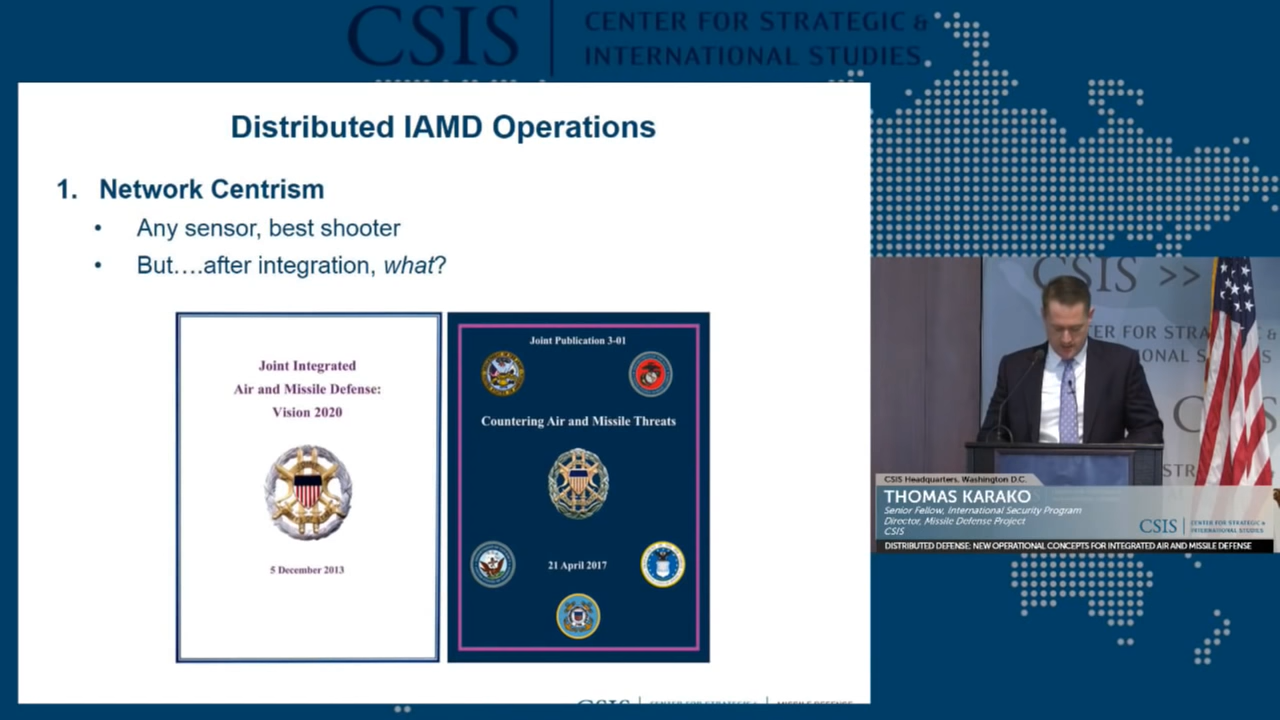 CSIS
CENTER FOR STRATEGIC &
INTERNATIONAL STUDIES
Distributed IAMD Operations
1. Network Centrism
• Any sensor, best shooter
• But….after integration, what?
Joint Integrated
Air and Missile Defense:
Vision 2020
5 December 2013
Joint Publication 3-01
Countering Air and Missile Threats
21 April 2017
CSIS >>
CSIS Headquarters, Washington D.C.
THOMAS KARAKO
Senior Fellow, International Security Program
Director, Missile Defense Project
CSIS
CSIS
CENTER FOR STRATEGIC &
INTERNATIONAL STUDIES
DISTRIBUTED DEFENSE: NEW OPERATIONAL CONCEPTS FOR INTEGRATED AIR AND MISSILE DEFENSE